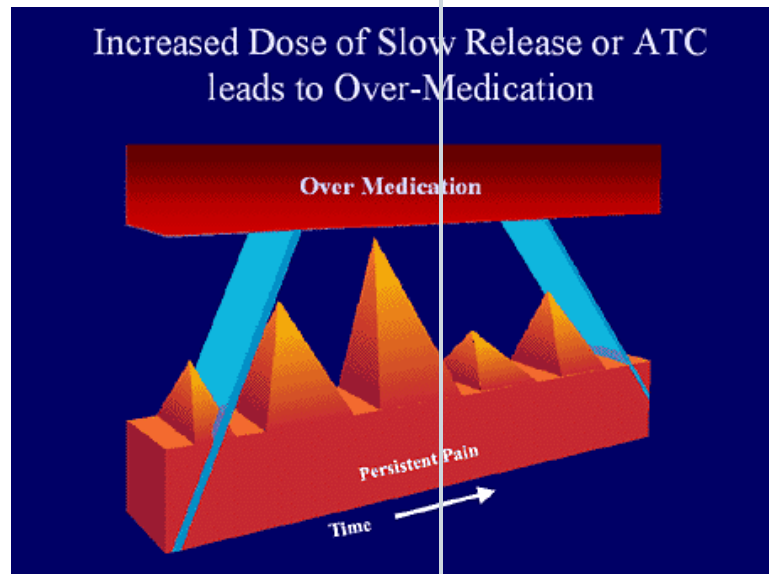 Increased Dose of Slow Release or ATC
leads to Over-Medication
Over Medication
Persistent Pain
Time